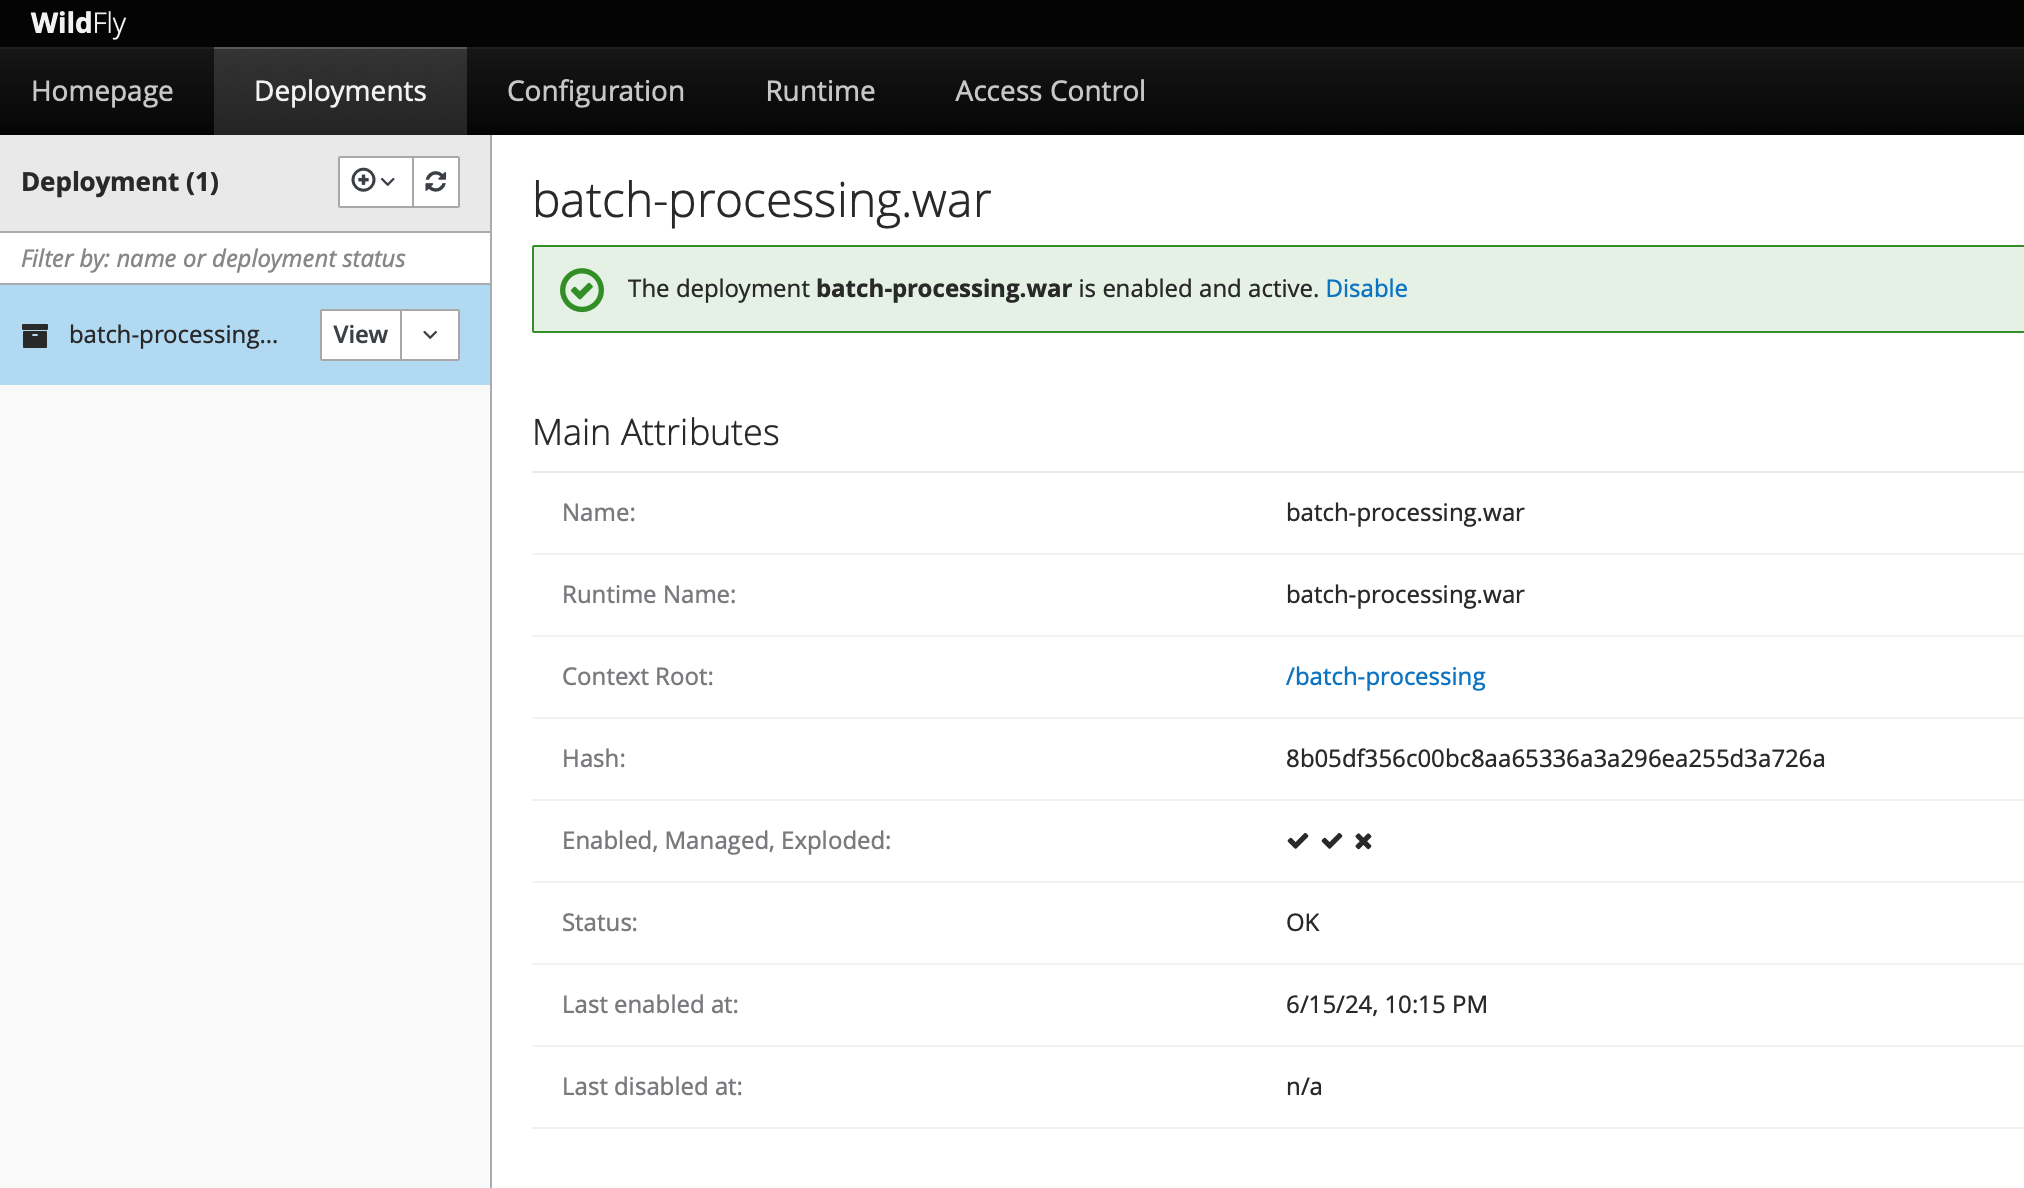 WildFly
Homepage Deployments Configuration Runtime Access Control
Deployment (1)
Filter by: name or deployment status
batch-processing... View
batch-processing.war
The deployment batch-processing.war is enabled and active. Disable
Main Attributes
Name: batch-processing.war
Runtime Name: batch-processing.war
Context Root: /batch-processing
Hash: 8b05df356c00bc8aa65336a3a296ea255d3a726a
Enabled, Managed, Exploded:
Status: OK
Last enabled at: 6/15/24, 10:15 PM
Last disabled at: n/a